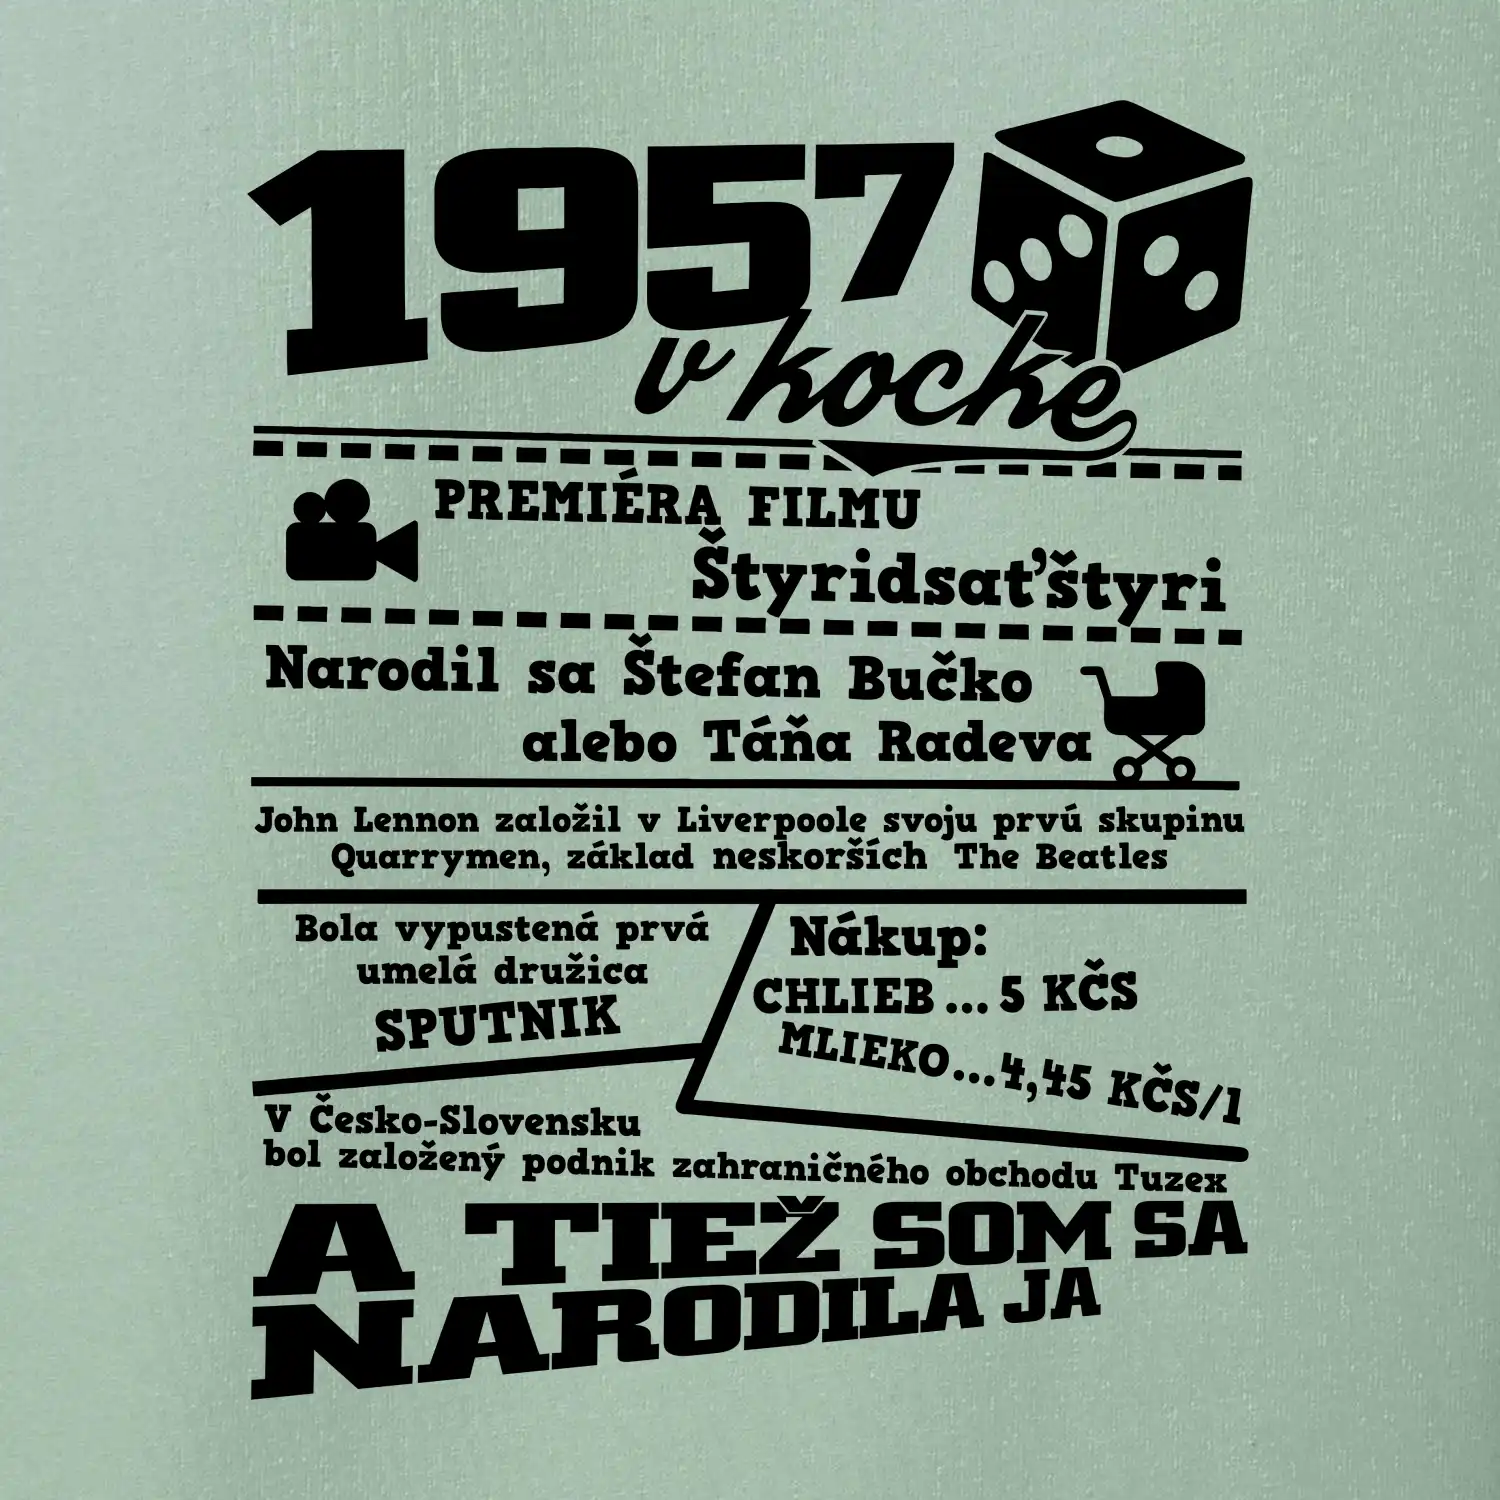 1957
v kocke
PREMIÉRA FILMU
Štyridsaťštyri
Narodil sa Štefan Bučko
alebo Táňa Radeva
John Lennon založil v Liverpoole svoju prvú skupinu
Quarrymen, základ neskorších The Beatles
Bola vypustená prvá
umelá družica
SPUTNIK
Nákup:
CHLIEB... 5 KČS
MLIEKO...4,45 KČS/l
V Česko-Slovensku
bol založený podnik zahraničného obchodu Tuzex
A TIEŽ SOM SA
NARODILA JA